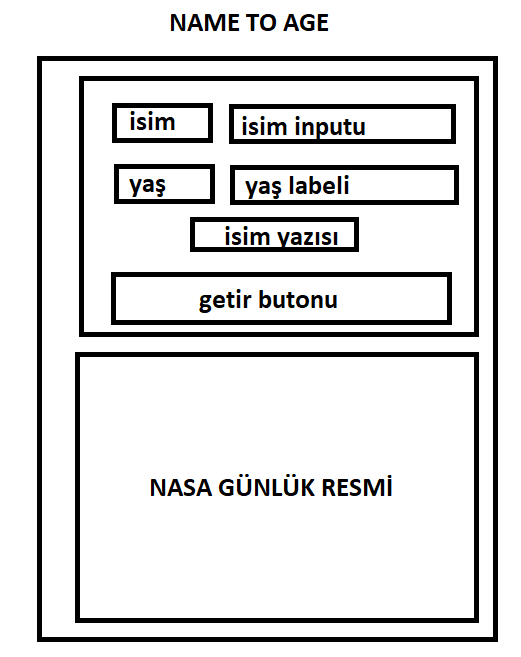 NAME TO AGE
isim
isim inputu
yaş
yaş labeli
isim yazısı
getir butonu
NASA GÜNLÜK RESMİ